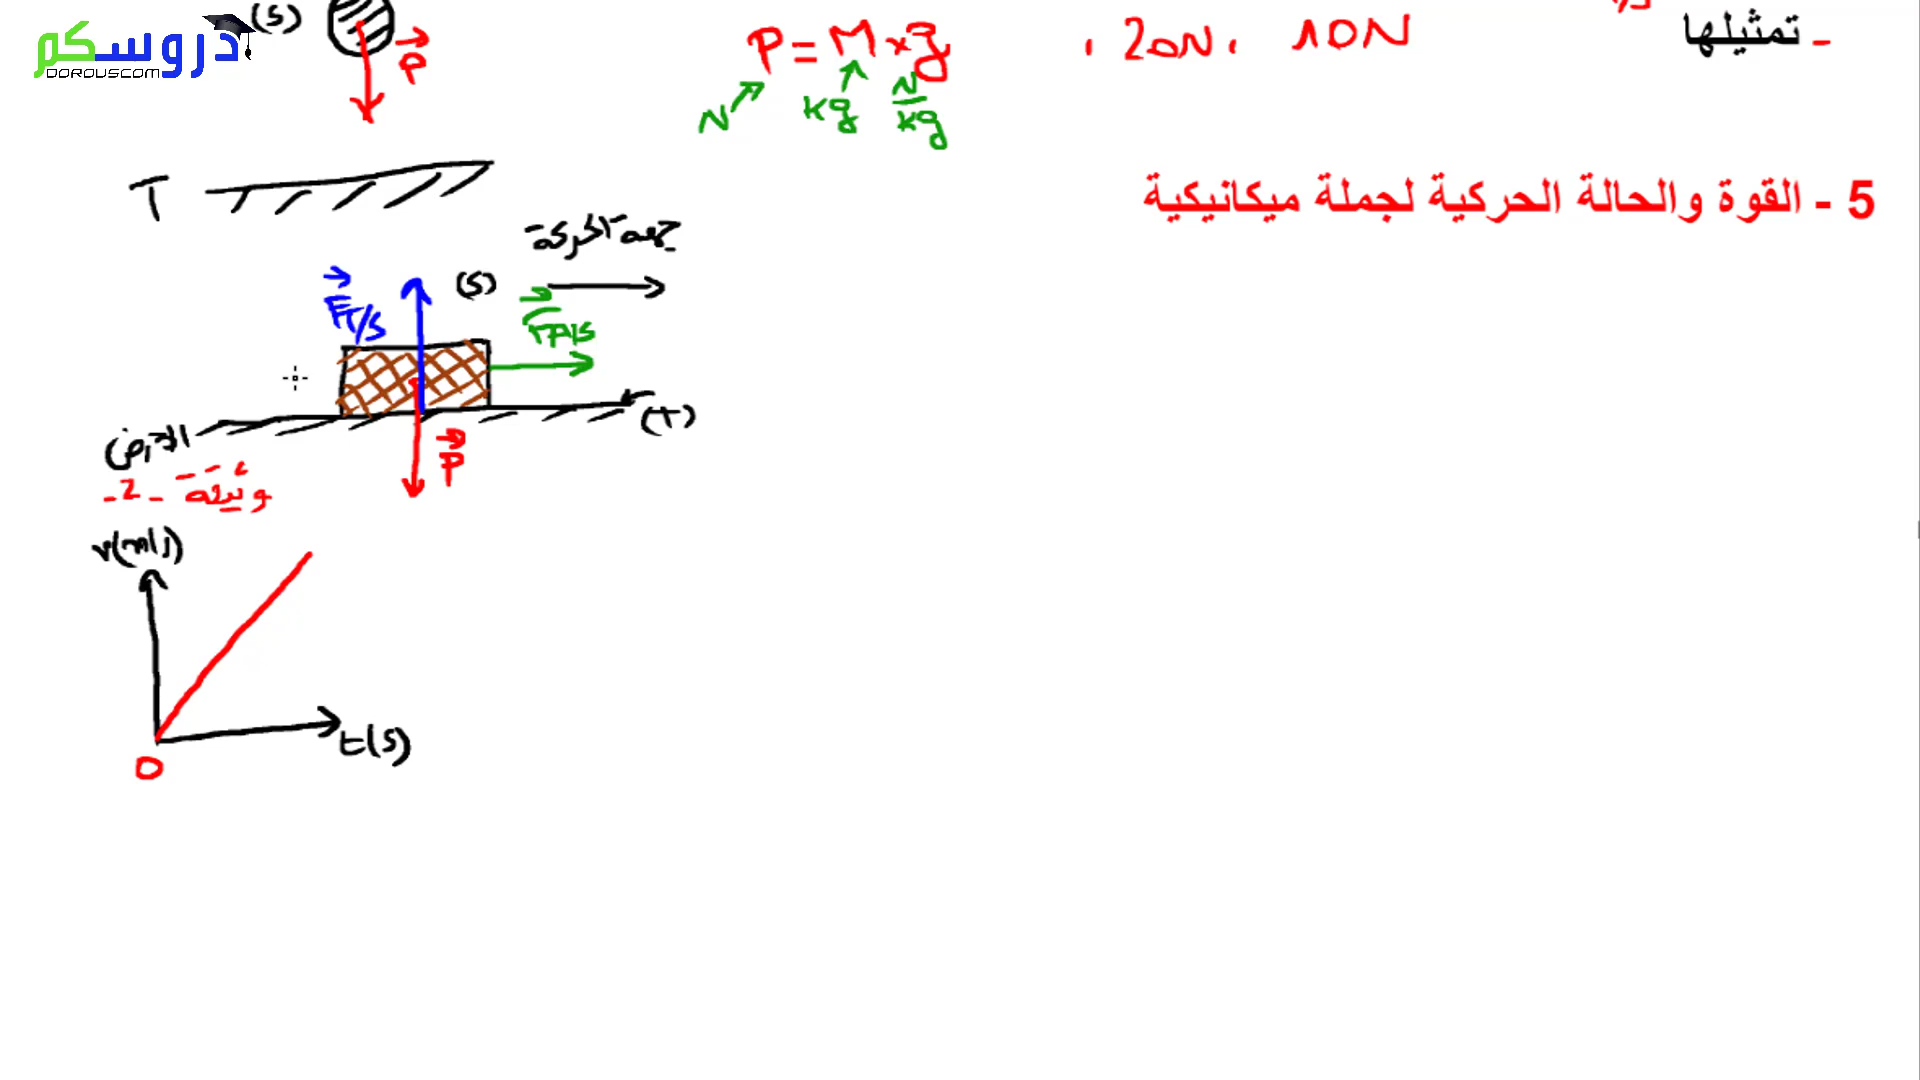 دروسكم
DOROUSCOM
(S)
P
P = M × g
N
kg
N/kg
، 20N ، 10N
- تمثيلها
T
5 - القوة والحالة الحركية لجملة ميكانيكية
جهة الحركة
F T/S
(S)
(T)
الأرض
P
وثيقة -2-
t(s)
0